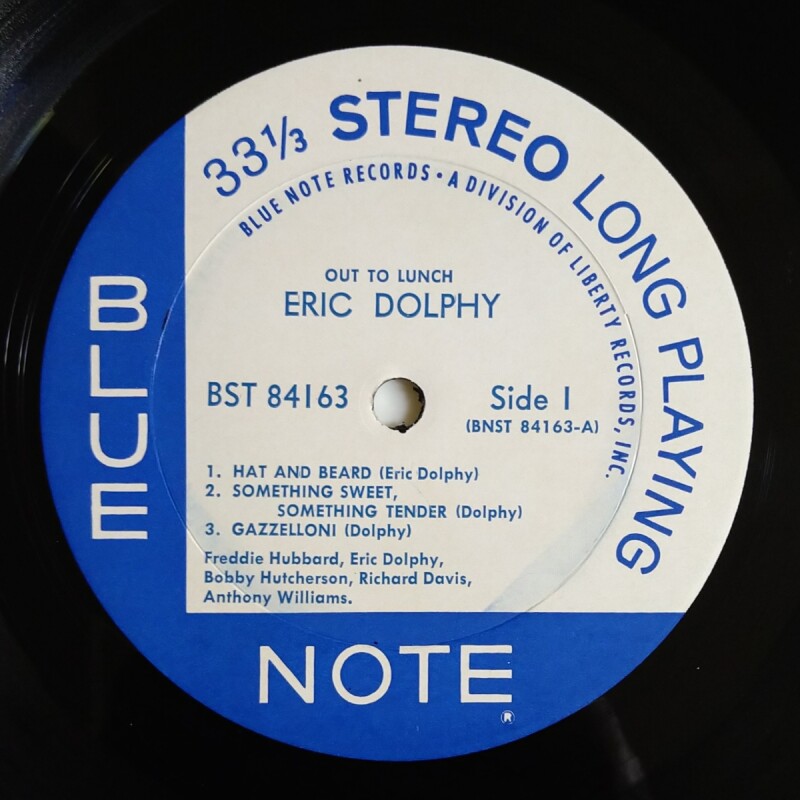 33⅓ STEREO LONG PLAYING
BLUE NOTE RECORDS • A DIVISION OF LIBERTY RECORDS, INC.
OUT TO LUNCH
ERIC DOLPHY
BST 84163
Side 1
(BNST 84163-A)
1. HAT AND BEARD (Eric Dolphy)
2. SOMETHING SWEET,
SOMETHING TENDER (Dolphy)
3. GAZZELLONI (Dolphy)
Freddie Hubbard, Eric Dolphy,
Bobby Hutcherson, Richard Davis,
Anthony Williams.
BLUE
NOTE
®